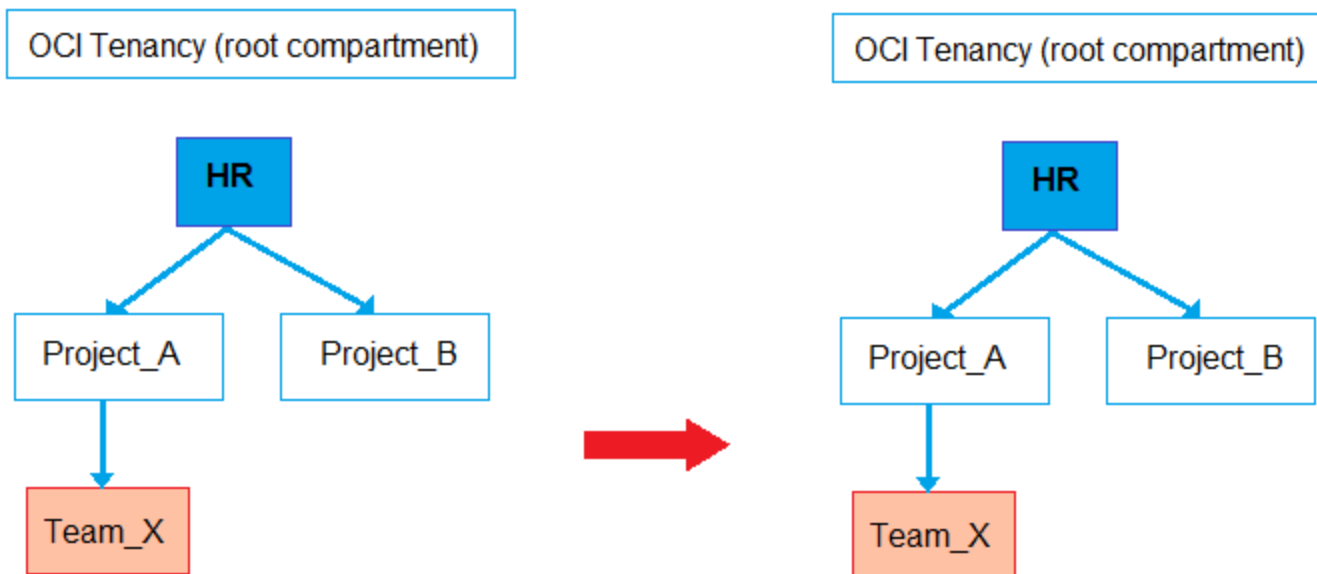 OCI Tenancy (root compartment)
HR
Project_A
Project_B
Team_X
OCI Tenancy (root compartment)
HR
Project_A
Project_B
Team_X